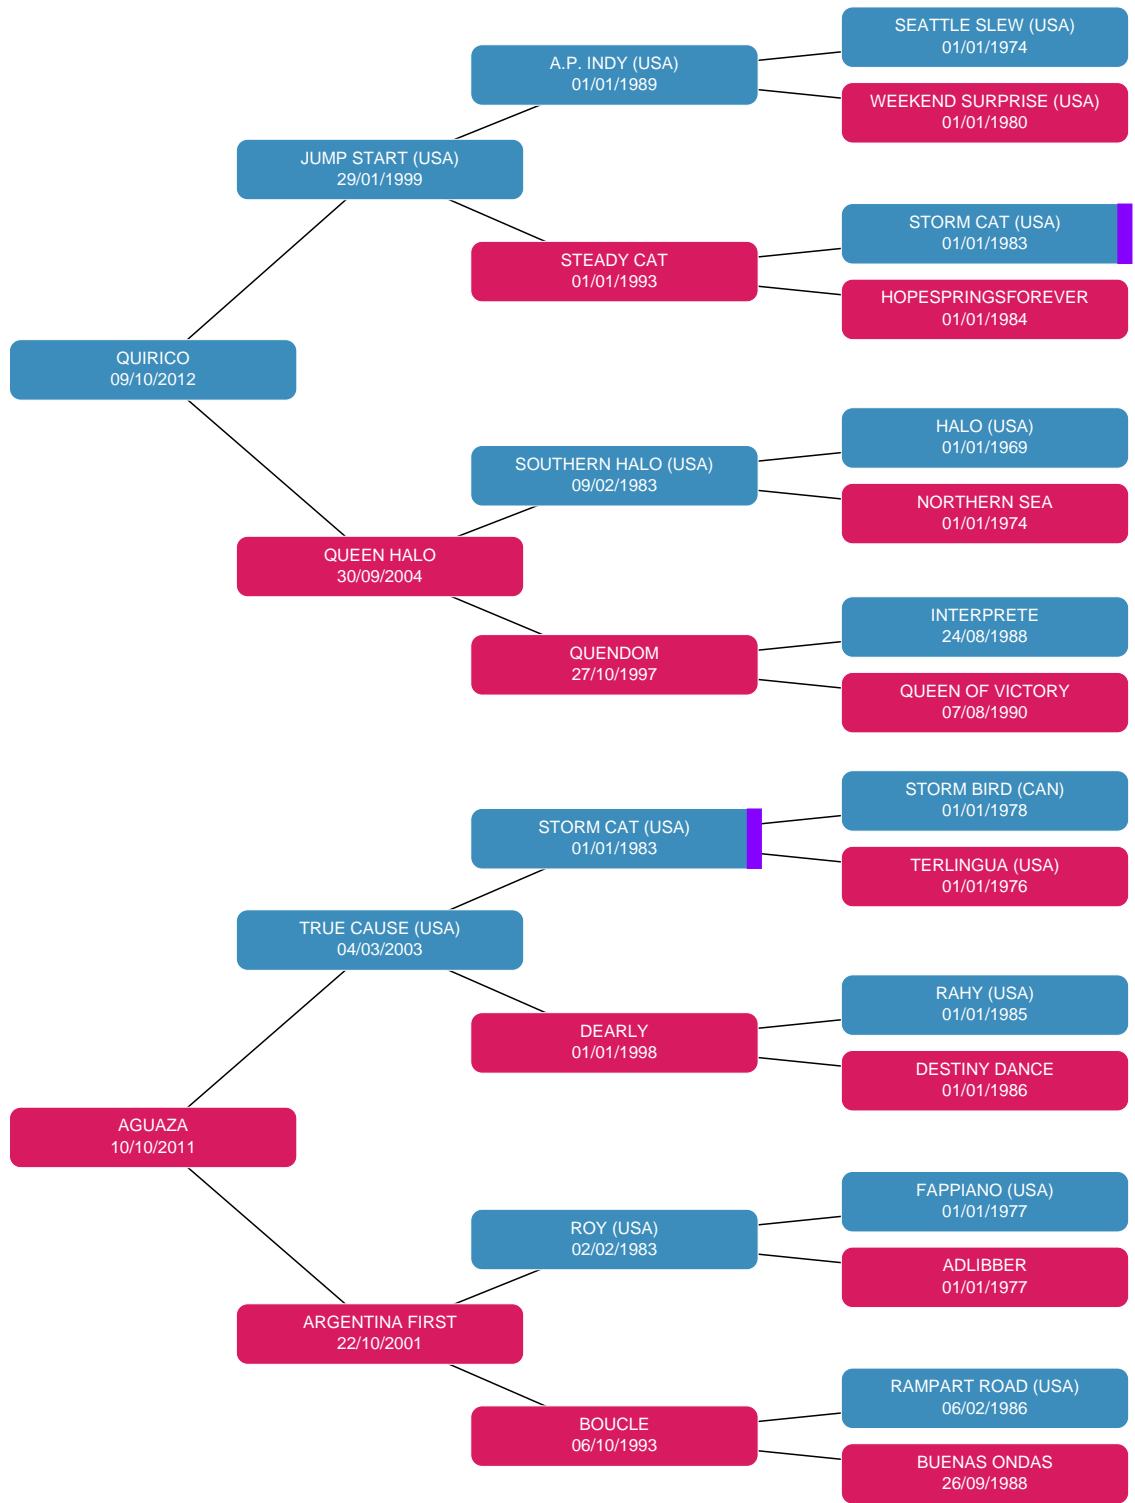 SEATTLE SLEW (USA)
01/01/1974
A.P. INDY (USA)
01/01/1989
WEEKEND SURPRISE (USA)
01/01/1980
JUMP START (USA)
29/01/1999
STORM CAT (USA)
01/01/1983
STEADY CAT
01/01/1993
HOPESPRINGSFOREVER
01/01/1984
QUIRICO
09/10/2012
HALO (USA)
01/01/1969
SOUTHERN HALO (USA)
09/02/1983
NORTHERN SEA
01/01/1974
QUEEN HALO
30/09/2004
INTERPRETE
24/08/1988
QUENDOM
27/10/1997
QUEEN OF VICTORY
07/08/1990
STORM BIRD (CAN)
01/01/1978
STORM CAT (USA)
01/01/1983
TERLINGUA (USA)
01/01/1976
TRUE CAUSE (USA)
04/03/2003
RAHY (USA)
01/01/1985
DEARLY
01/01/1998
DESTINY DANCE
01/01/1986
AGUAZA
10/10/2011
FAPPIANO (USA)
01/01/1977
ROY (USA)
02/02/1983
ADLIBBER
01/01/1977
ARGENTINA FIRST
22/10/2001
RAMPART ROAD (USA)
06/02/1986
BOUCLE
06/10/1993
BUENAS ONDAS
26/09/1988